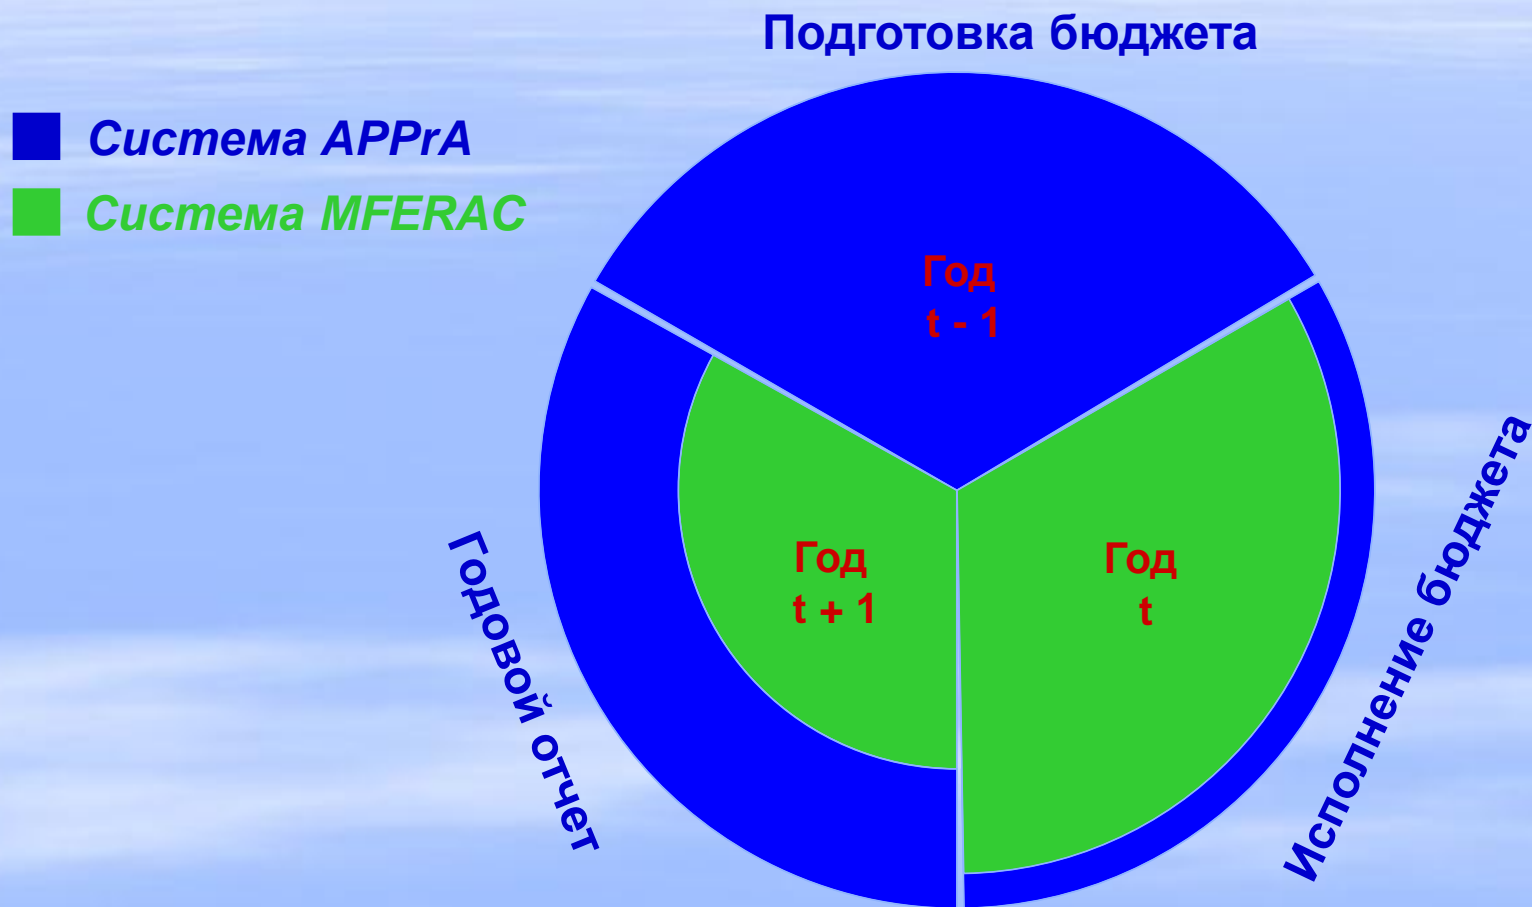 Подготовка бюджета
Система APPrA
Система MFERAC
Год
t - 1
Год
t + 1
Год
t
Годовой отчет
Исполнение бюджета